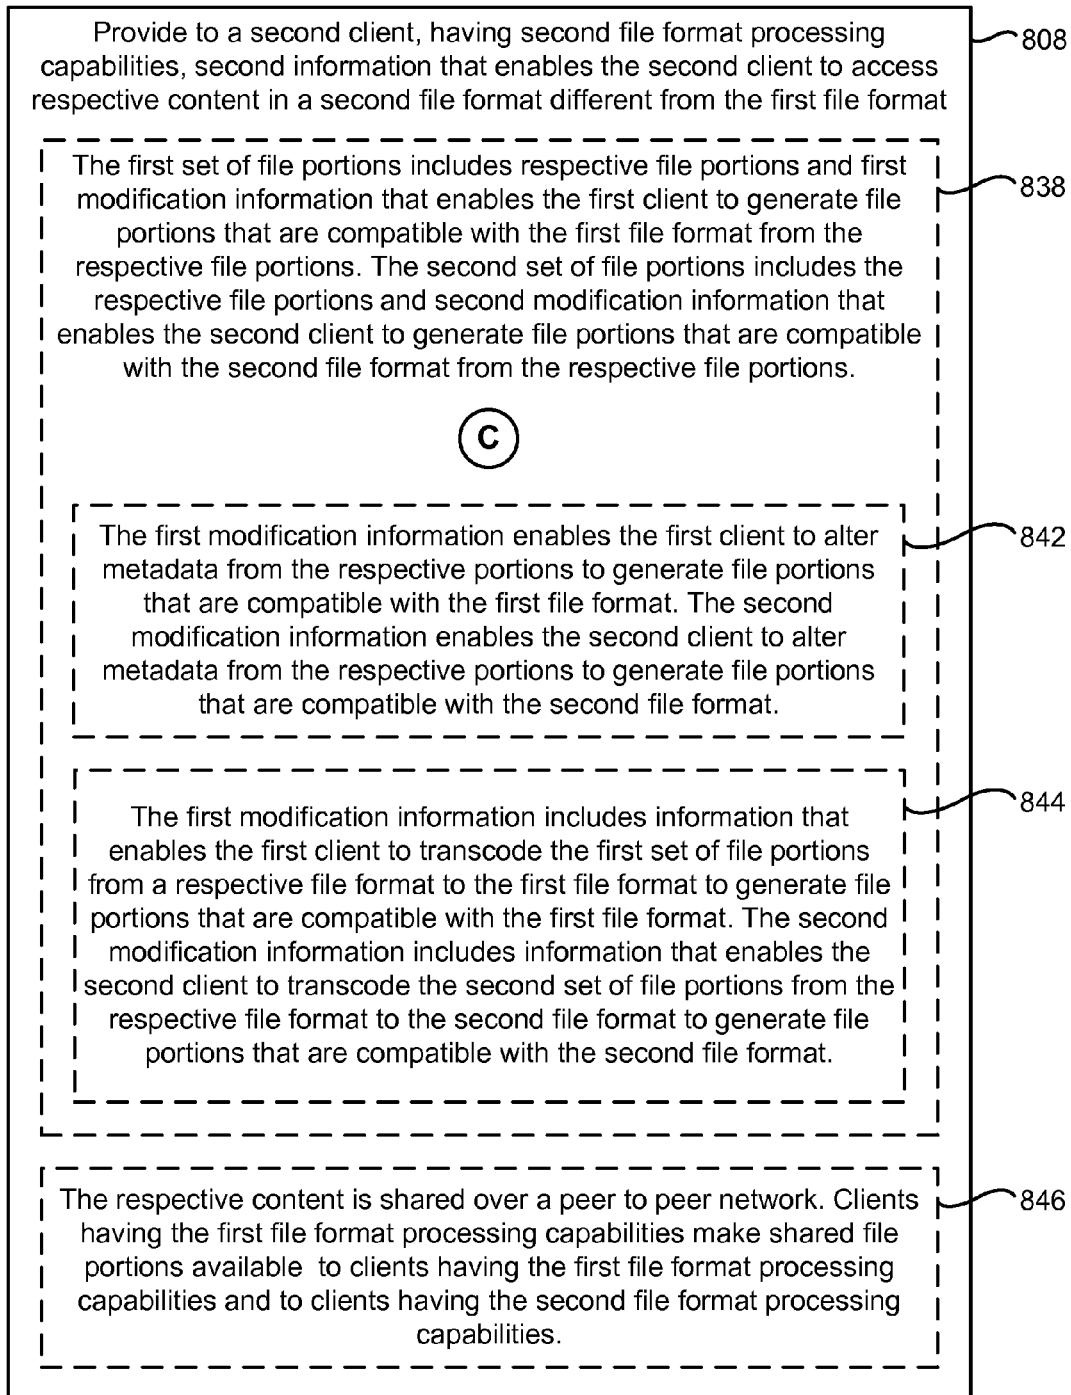 Provide to a second client, having second file format processing
capabilities, second information that enables the second client to access
respective content in a second file format different from the first file format
808
The first set of file portions includes respective file portions and first
modification information that enables the first client to generate file
portions that are compatible with the first file format from the
respective file portions. The second set of file portions includes the
respective file portions and second modification information that
enables the second client to generate file portions that are compatible
with the second file format from the respective file portions.
838
C
The first modification information enables the first client to alter
metadata from the respective portions to generate file portions
that are compatible with the first file format. The second
modification information enables the second client to alter
metadata from the respective portions to generate file portions
that are compatible with the second file format.
842
The first modification information includes information that
enables the first client to transcode the first set of file portions
from a respective file format to the first file format to generate file
portions that are compatible with the first file format. The second
modification information includes information that enables the
second client to transcode the second set of file portions from the
respective file format to the second file format to generate file
portions that are compatible with the second file format.
844
The respective content is shared over a peer to peer network. Clients
having the first file format processing capabilities make shared file
portions available to clients having the first file format processing
capabilities and to clients having the second file format processing
capabilities.
846